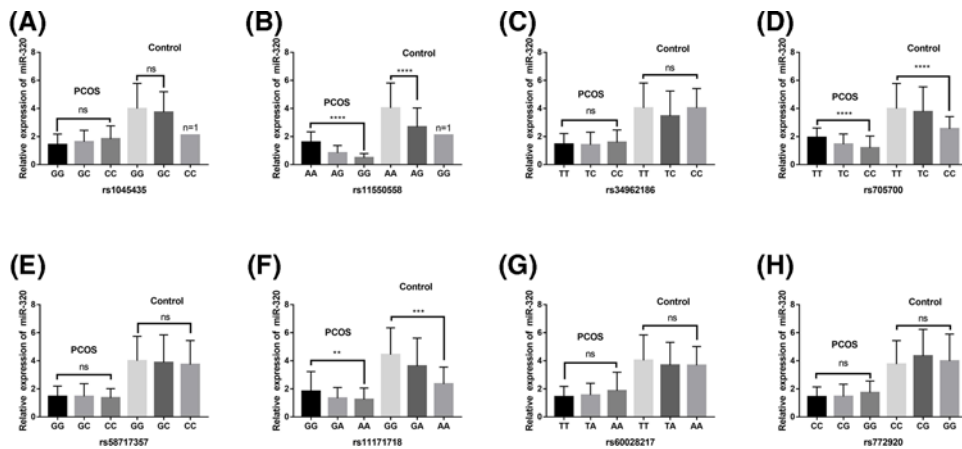 (A)
Relative expression of miR-320
8
6
4
2
0
PCOS
ns
Control
ns
n=1
GG GC CC GG GC CC
rs1045435
(B)
Relative expression of miR-320
8
6
4
2
0
PCOS
****
Control
****
n=1
AA AG GG AA AG GG
rs11550558
(C)
Relative expression of miR-320
8
6
4
2
0
PCOS
ns
Control
ns
TT TC CC TT TC CC
rs34962186
(D)
Relative expression of miR-320
8
6
4
2
0
PCOS
****
Control
****
TT TC CC TT TC CC
rs705700
(E)
Relative expression of miR-320
8
6
4
2
0
PCOS
ns
Control
ns
GG GC CC GG GC CC
rs58717357
(F)
Relative expression of miR-320
8
6
4
2
0
PCOS
**
Control
***
GG GA AA GG GA AA
rs11171718
(G)
Relative expression of miR-320
8
6
4
2
0
PCOS
ns
Control
ns
TT TA AA TT TA AA
rs60028217
(H)
Relative expression of miR-320
8
6
4
2
0
PCOS
ns
Control
ns
CC CG GG CC CG GG
rs772920